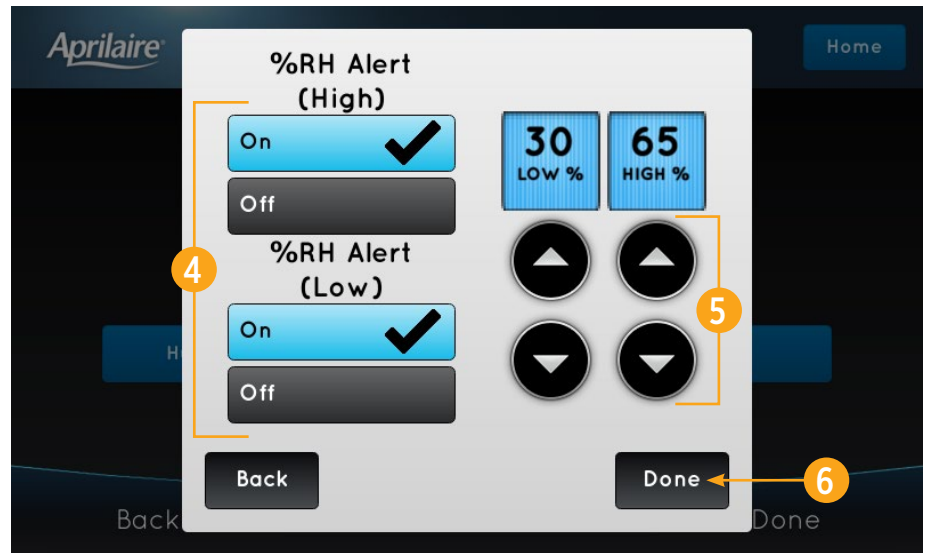 Aprilaire®
Home
%RH Alert
(High)
On
Off
%RH Alert
(Low)
On
Off
30
LOW %
65
HIGH %
4
5
H
Back
Done
6
Back
Done